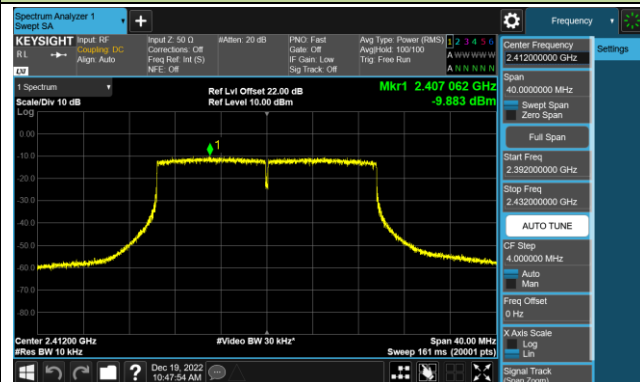 Spectrum Analyzer 1
Swept SA
Frequency
KEYSIGHT
Input: RF
Coupling: DC
Align: Auto
Input Z: 50 Ω
Corrections: Off
Freq Ref: Int (S)
NFE: Off
#Atten: 20 dB
PNO: Fast
Gate: Off
IF Gain: Low
Sig Track: Off
Avg Type: Power (RMS)
Avg|Hold: 100/100
Trig: Free Run
1 2 3 4 5 6
A W W W W W
A N N N N N
RL
LXI
1 Spectrum
Scale/Div 10 dB
Log
Ref Lvl Offset 22.00 dB
Ref Level 10.00 dBm
Mkr1 2.407 062 GHz
-9.883 dBm
1
0.00
-10.0
-20.0
-30.0
-40.0
-50.0
-60.0
-70.0
-80.0
Center 2.41200 GHz
#Res BW 10 kHz
#Video BW 30 kHz*
Span 40.00 MHz
Sweep 161 ms (20001 pts)
Dec 19, 2022
10:47:54 AM
Center Frequency
2.412000000 GHz
Settings
Span
40.0000000 MHz
Swept Span
Zero Span
Full Span
Start Freq
2.392000000 GHz
Stop Freq
2.432000000 GHz
AUTO TUNE
CF Step
4.000000 MHz
Auto
Man
Freq Offset
0 Hz
X Axis Scale
Log
Lin
Signal Track
(Span Zoom)